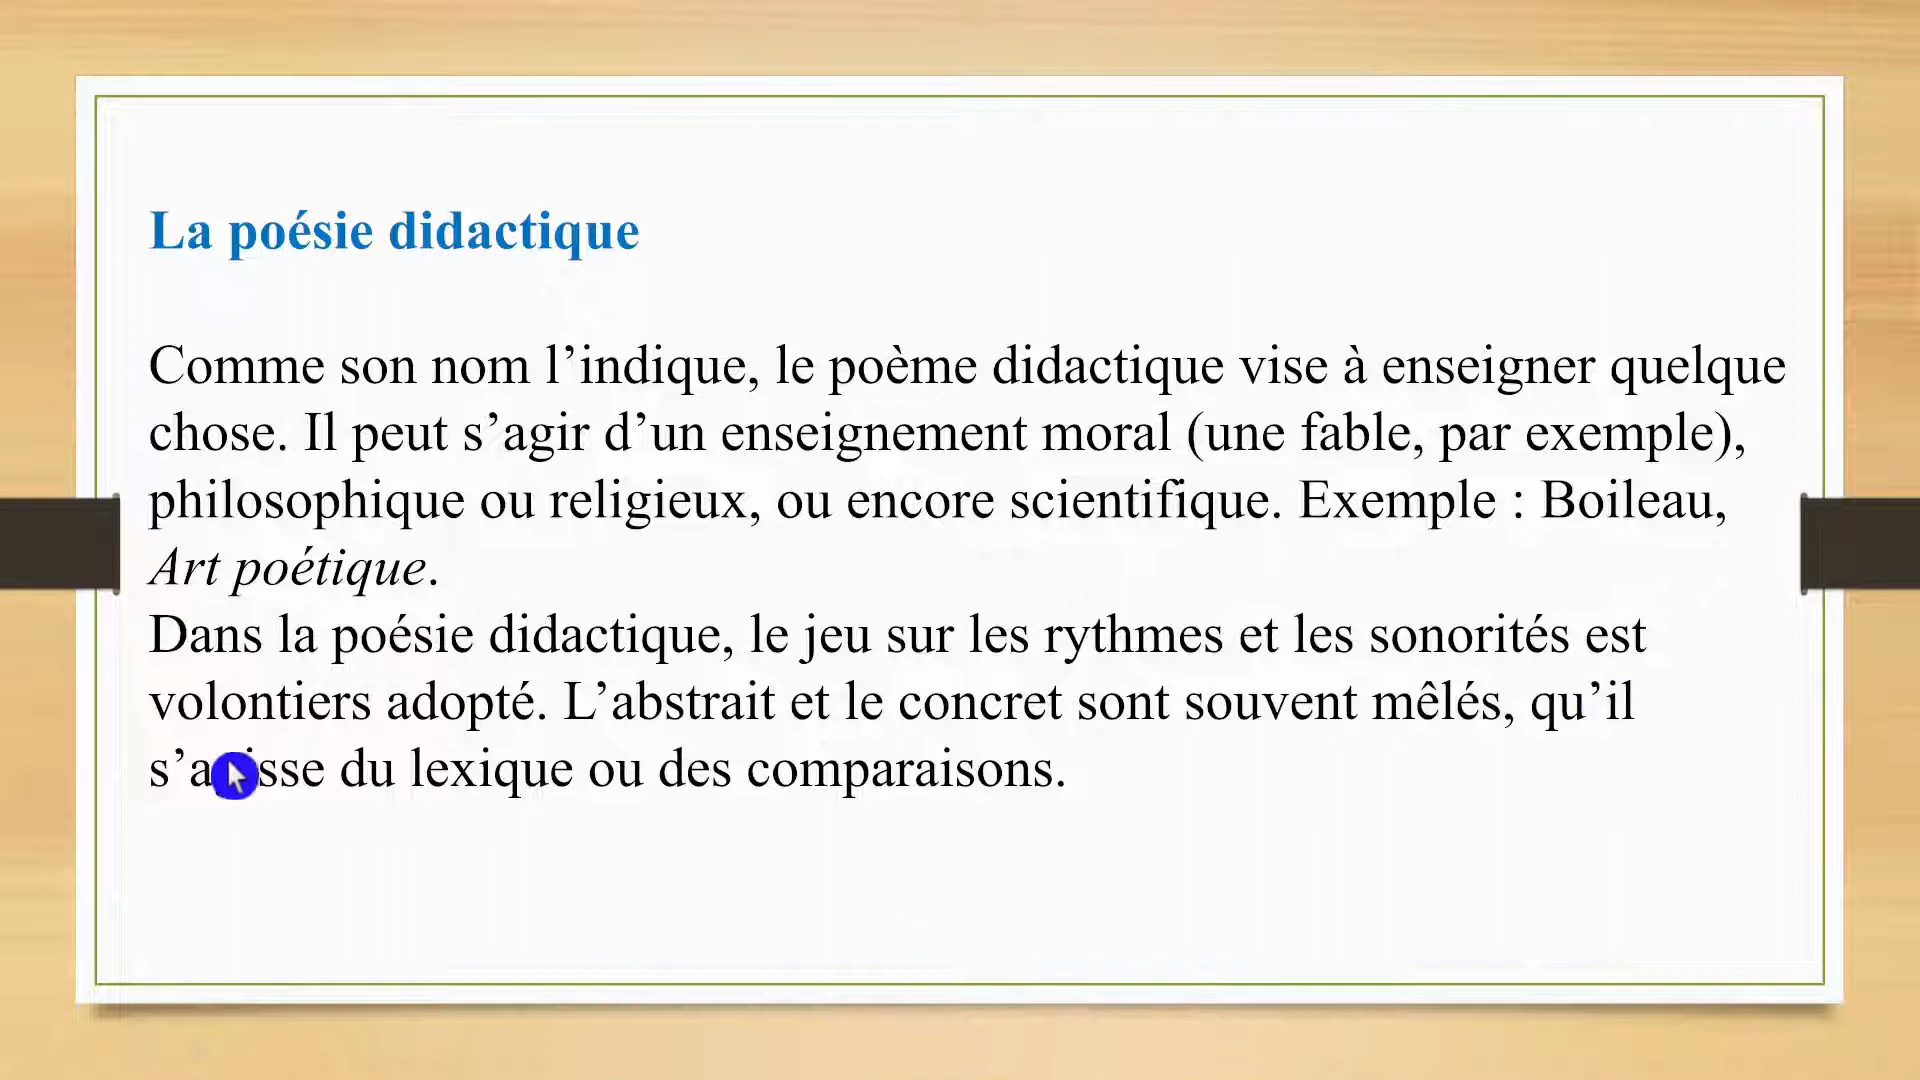 La poésie didactique
Comme son nom l’indique, le poème didactique vise à enseigner quelque
chose. Il peut s’agir d’un enseignement moral (une fable, par exemple),
philosophique ou religieux, ou encore scientifique. Exemple : Boileau,
Art poétique.
Dans la poésie didactique, le jeu sur les rythmes et les sonorités est
volontiers adopté. L’abstrait et le concret sont souvent mêlés, qu’il
s’agisse du lexique ou des comparaisons.